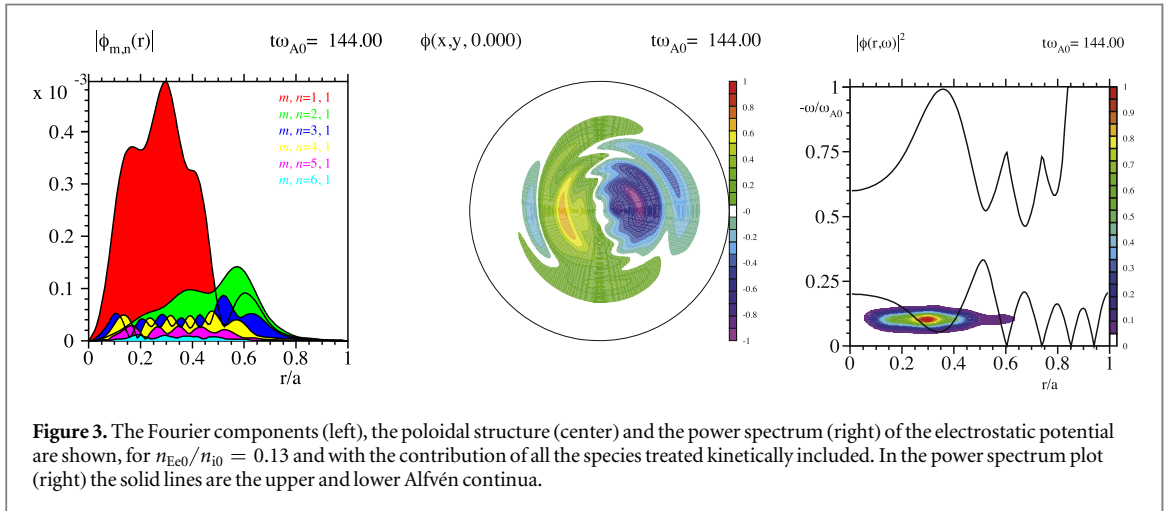 |ϕm,n(r)| tωA0= 144.00 ϕ(x,y, 0.000) tωA0= 144.00 |ϕ(r,ω)|² tωA0= 144.00
x 10 -3
m, n=1, 1
m, n=2, 1
m, n=3, 1
m, n=4, 1
m, n=5, 1
m, n=6, 1
0.4
0.3
0.2
0.1
0
0 0.2 0.4 0.6 0.8 1
r/a
1
0.8
0.6
0.4
0.2
-0
-0.2
-0.4
-0.6
-0.8
-1
1
-ω/ωA0
0.75
0.5
0.25
0
0 0.2 0.4 0.6 0.8 1
r/a
1
0.9
0.8
0.7
0.6
0.5
0.4
0.3
0.2
0.1
0
Figure 3. The Fourier components (left), the poloidal structure (center) and the power spectrum (right) of the electrostatic potential
are shown, for nEe0/ni0 = 0.13 and with the contribution of all the species treated kinetically included. In the power spectrum plot
(right) the solid lines are the upper and lower Alfvén continua.